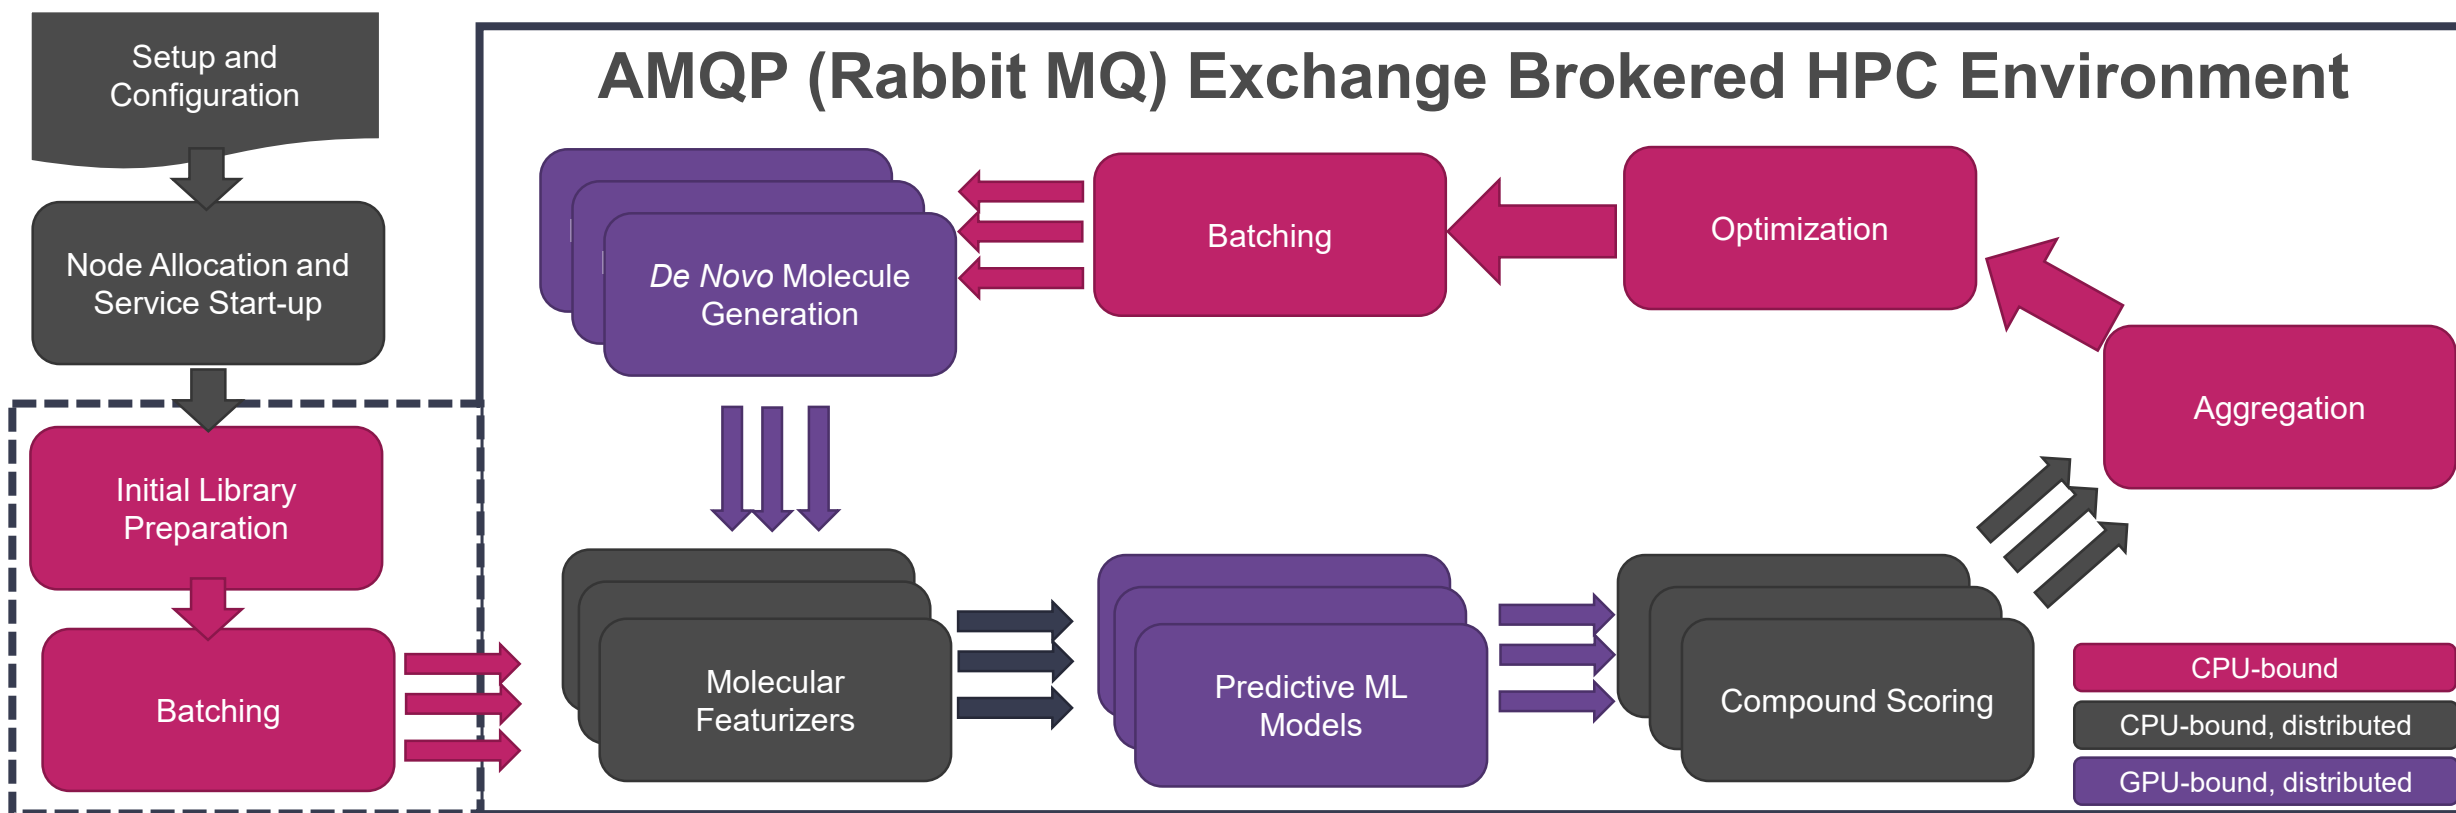 Setup and
Configuration
AMQP (Rabbit MQ) Exchange Brokered HPC Environment
Node Allocation and
Service Start-up
De Novo Molecule
Generation
Batching
Optimization
Aggregation
Initial Library
Preparation
Batching
Molecular
Featurizers
Predictive ML
Models
Compound Scoring
CPU-bound
CPU-bound, distributed
GPU-bound, distributed